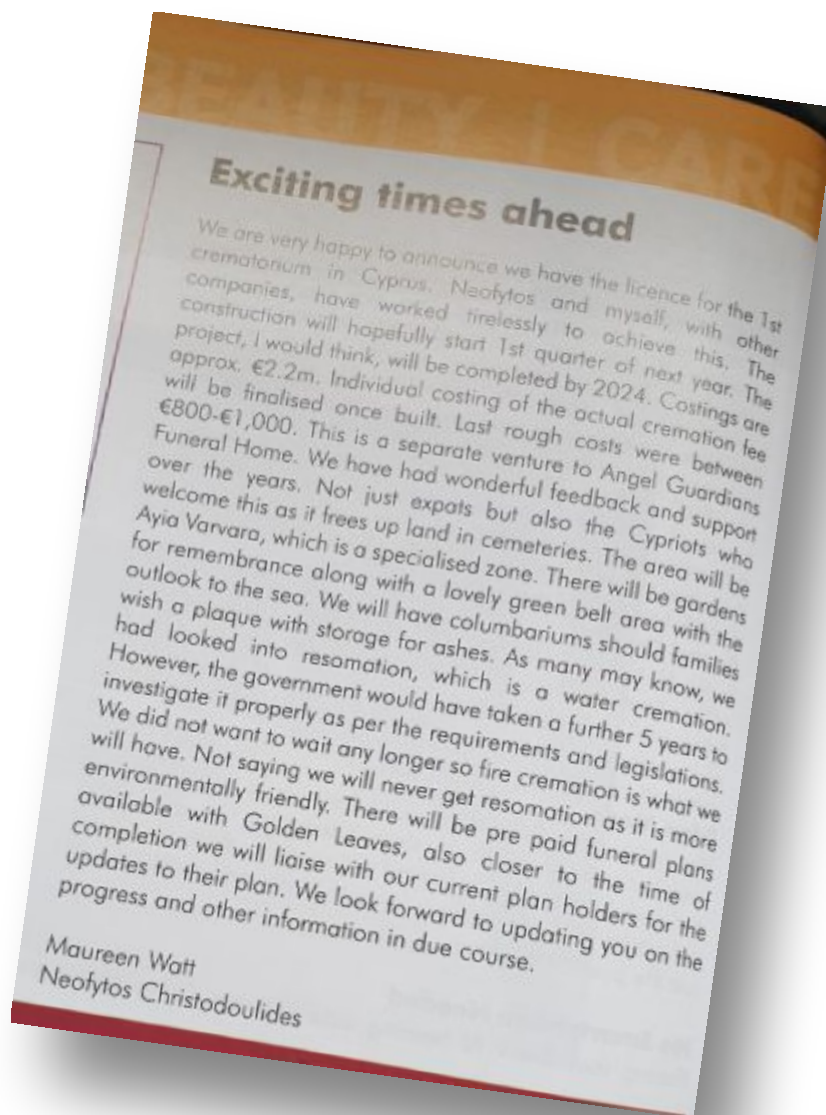 BEAUTY | CARE
Exciting times ahead
We are very happy to announce we have the licence for the 1st
crematorium in Cyprus. Neofytos and myself, with other
companies, have worked tirelessly to achieve this. The
construction will hopefully start 1st quarter of next year. The
project, I would think, will be completed by 2024. Costings are
approx. €2.2m. Individual costing of the actual cremation fee
will be finalised once built. Last rough costs were between
€800-€1,000. This is a separate venture to Angel Guardians
Funeral Home. We have had wonderful feedback and support
over the years. Not just expats but also the Cypriots who
welcome this as it frees up land in cemeteries. The area will be
Ayia Varvara, which is a specialised zone. There will be gardens
for remembrance along with a lovely green belt area with the
outlook to the sea. We will have columbariums should families
wish a plaque with storage for ashes. As many may know, we
had looked into resomation, which is a water cremation.
However, the government would have taken a further 5 years to
investigate it properly as per the requirements and legislations.
We did not want to wait any longer so fire cremation is what we
will have. Not saying we will never get resomation as it is more
environmentally friendly. There will be pre paid funeral plans
available with Golden Leaves, also closer to the time of
completion we will liaise with our current plan holders for the
updates to their plan. We look forward to updating you on the
progress and other information in due course.
Maureen Watt
Neofytos Christodoulides